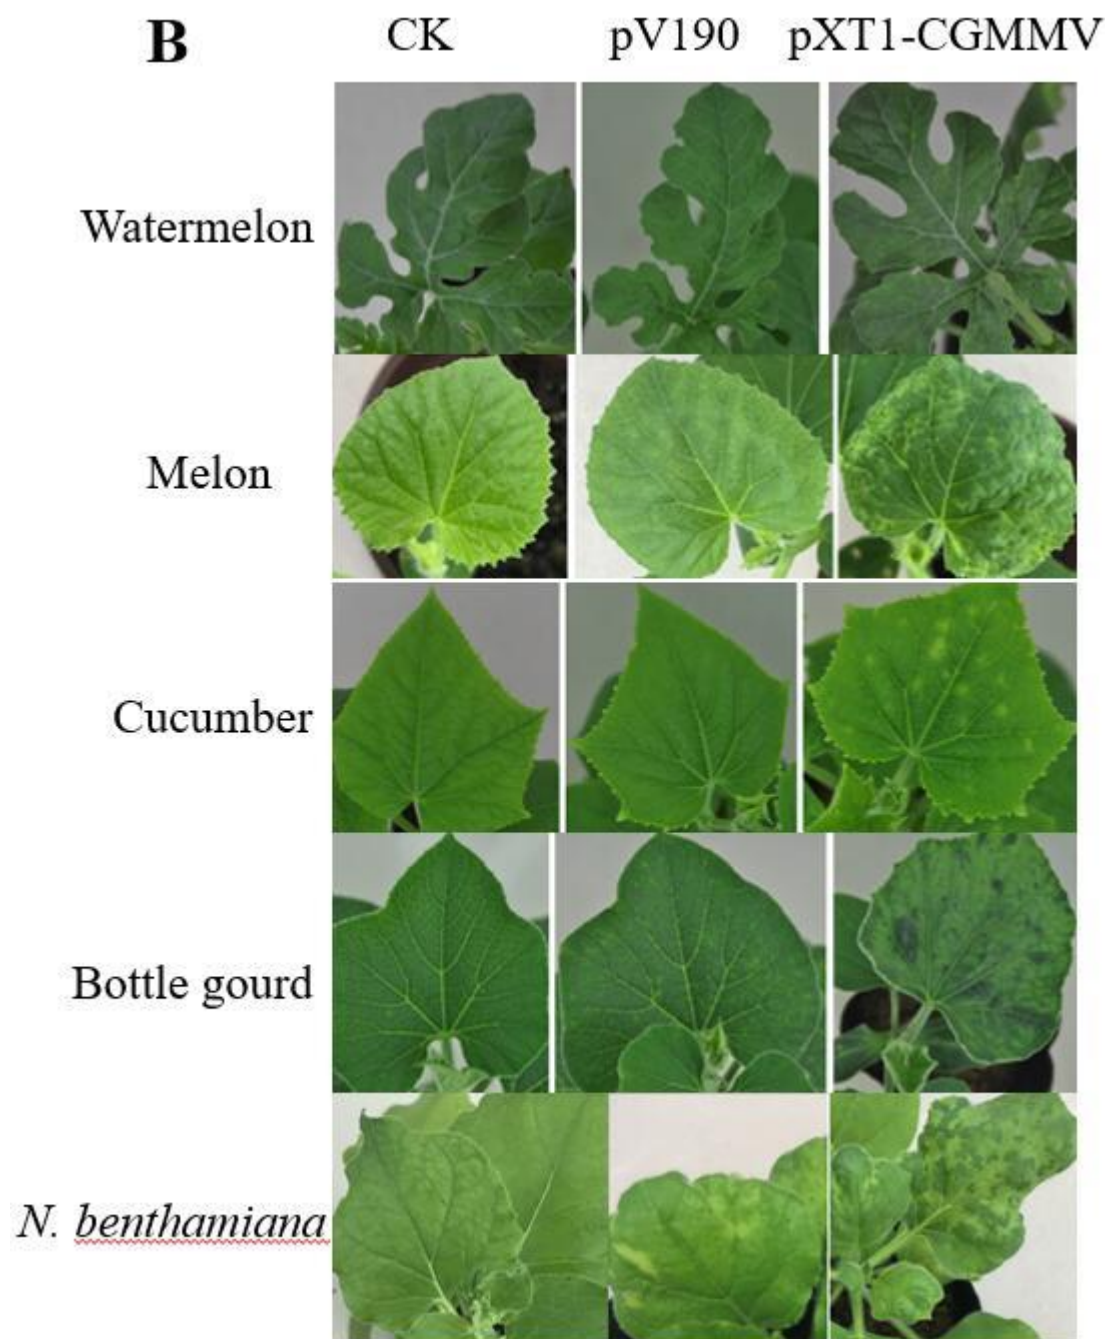 B CK pV190 pXT1-CGMMV
Watermelon
Melon
Cucumber
Bottle gourd
N. benthamiana